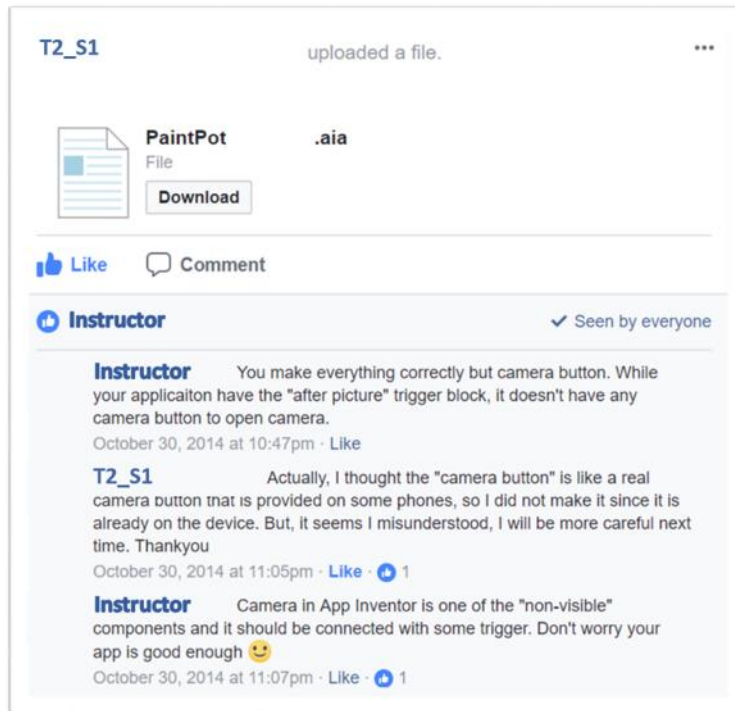 T2_S1 uploaded a file.
PaintPot .aia
File
Download
Like Comment
Instructor Seen by everyone
Instructor You make everything correctly but camera button. While
your applicaiton have the "after picture" trigger block, it doesn't have any
camera button to open camera.
October 30, 2014 at 10:47pm · Like
T2_S1 Actually, I thought the "camera button" is like a real
camera button that is provided on some phones, so I did not make it since it is
already on the device. But, it seems I misunderstood, I will be more careful next
time. Thankyou
October 30, 2014 at 11:05pm · Like · 1
Instructor Camera in App Inventor is one of the "non-visible"
components and it should be connected with some trigger. Don't worry your
app is good enough
October 30, 2014 at 11:07pm · Like · 1